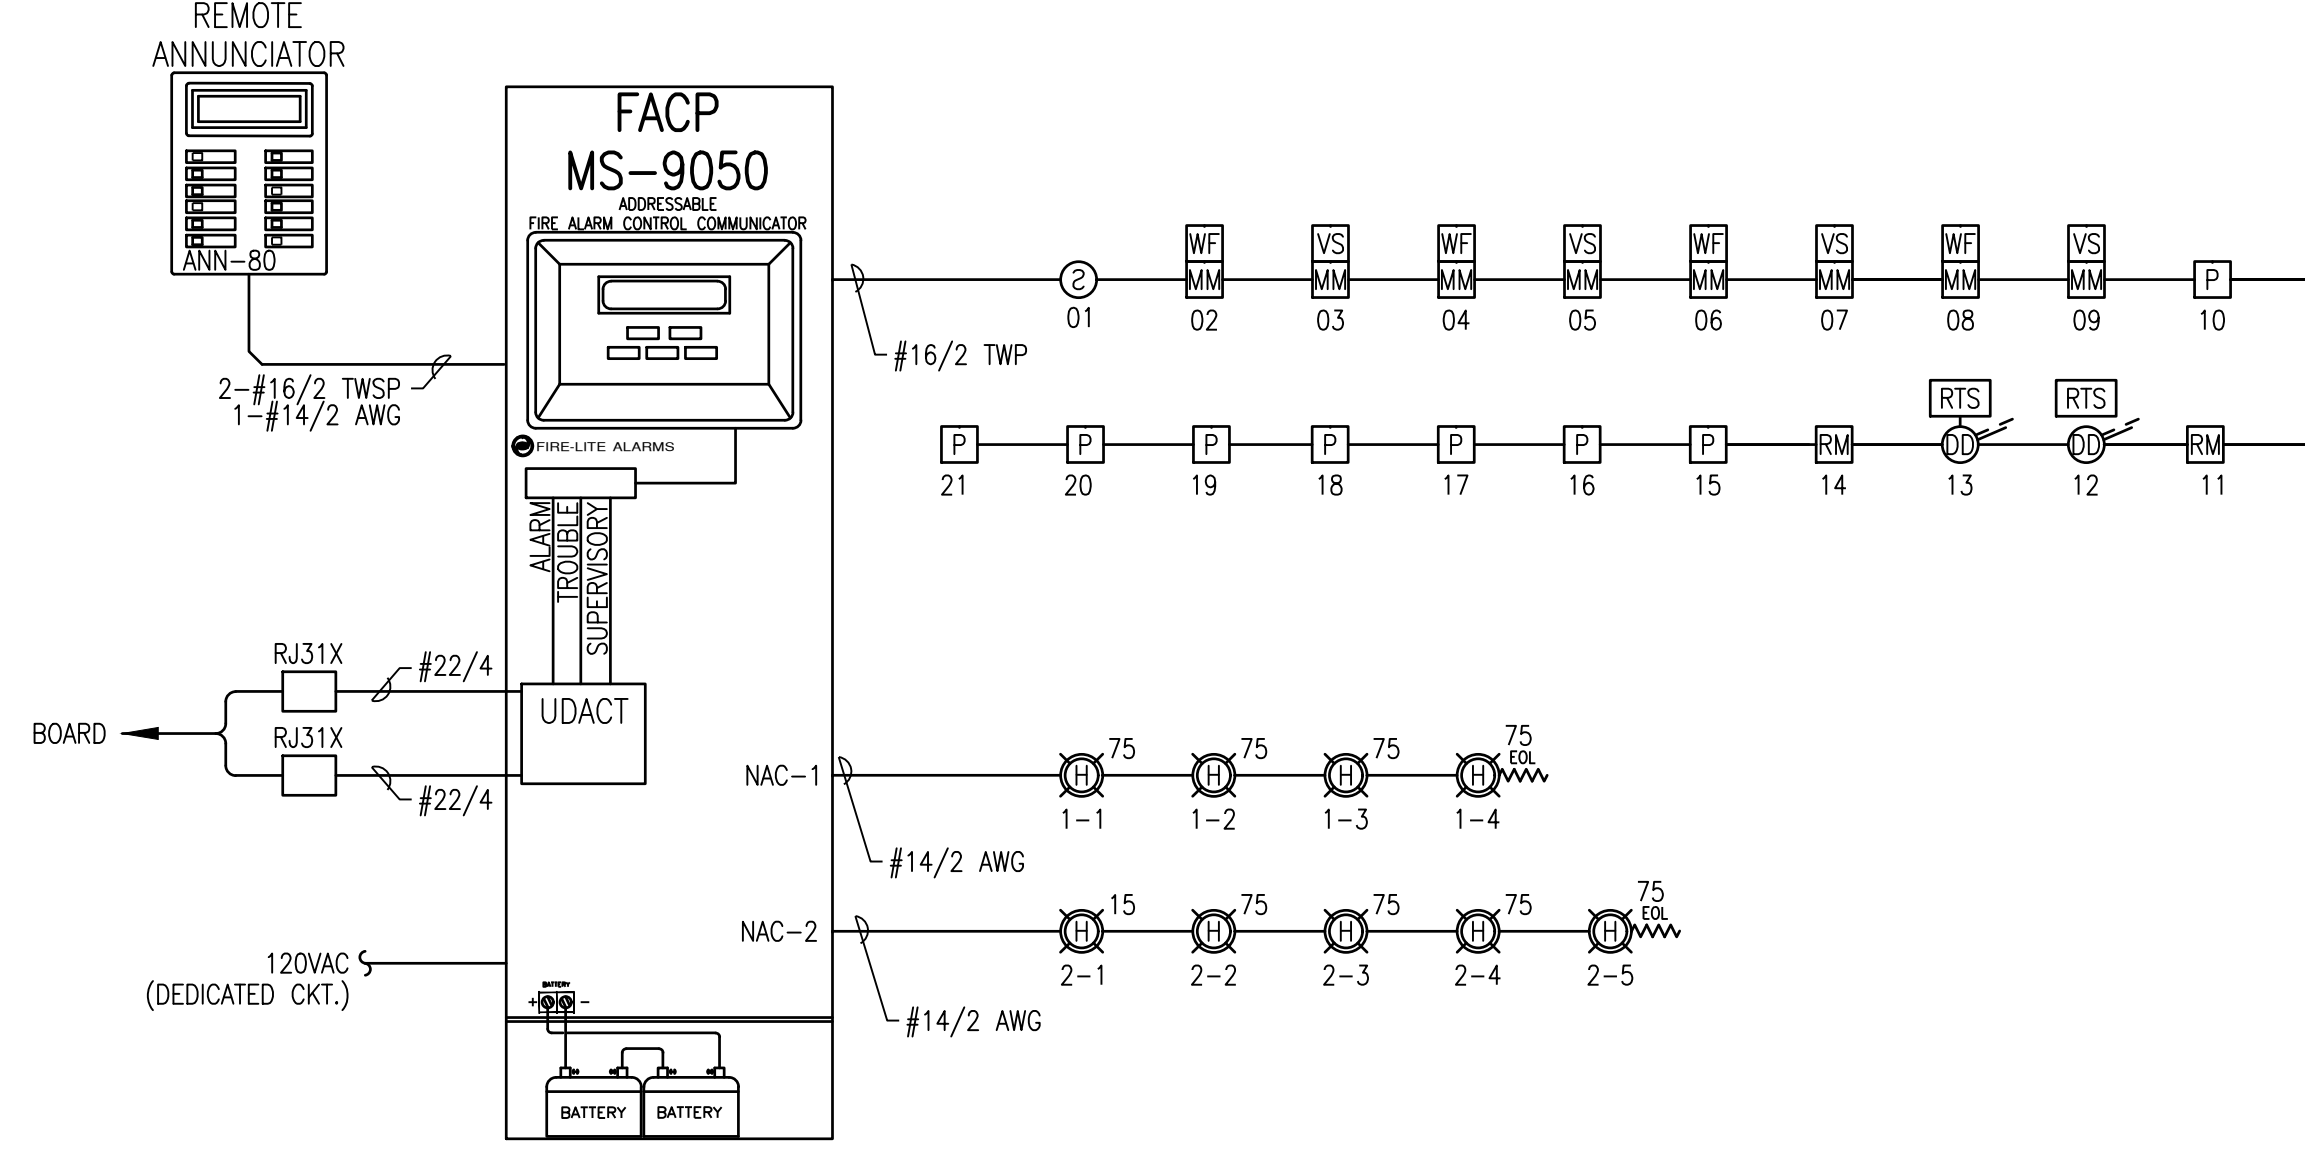 REMOTE
ANNUNCIATOR
ANN-80
2-#16/2 TWSP
1-#14/2 AWG
FACP
MS-9050
ADDRESSABLE
FIRE ALARM CONTROL COMMUNICATOR
FIRE-LITE ALARMS
ALARM
TROUBLE
SUPERVISORY
UDACT
RJ31X
#22/4
BOARD
RJ31X
#22/4
120VAC
(DEDICATED CKT.)
BATTERY
+ -
BATTERY BATTERY
#16/2 TWP
WF VS WF VS WF VS WF VS
S MM MM MM MM MM MM MM MM P
01 02 03 04 05 06 07 08 09 10
RTS RTS
P P P P P P P RM DD DD RM
21 20 19 18 17 16 15 14 13 12 11
75 75 75 75
EOL
NAC-1 H H H H
1-1 1-2 1-3 1-4
#14/2 AWG
15 75 75 75 75
EOL
NAC-2 H H H H H
2-1 2-2 2-3 2-4 2-5
#14/2 AWG